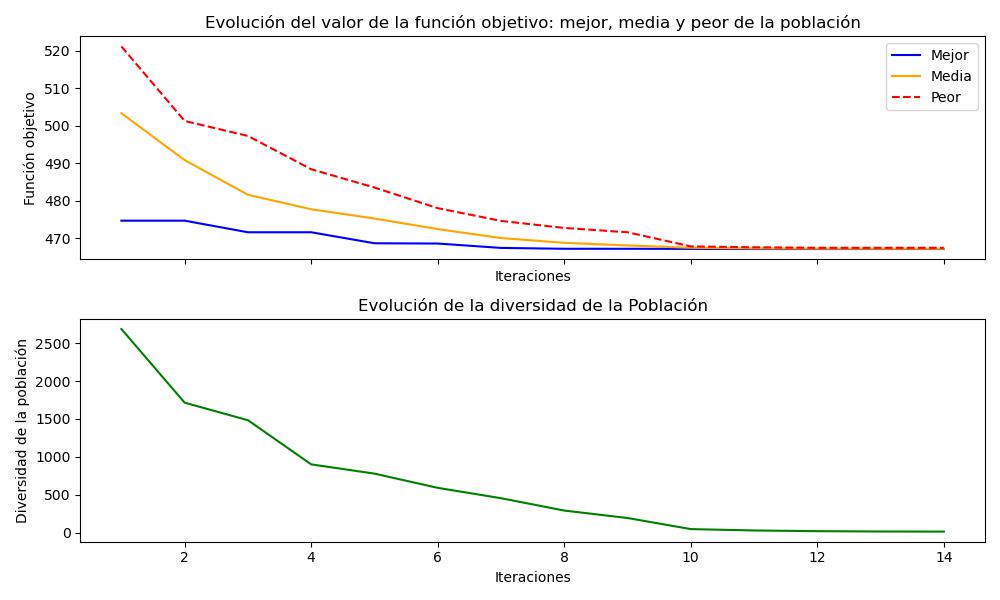 Evolución del valor de la función objetivo: mejor, media y peor de la población
520
510
500
490
480
470
Función objetivo
Mejor
Media
Peor
Iteraciones
Evolución de la diversidad de la Población
2500
2000
1500
1000
500
0
Diversidad de la población
2
4
6
8
10
12
14
Iteraciones